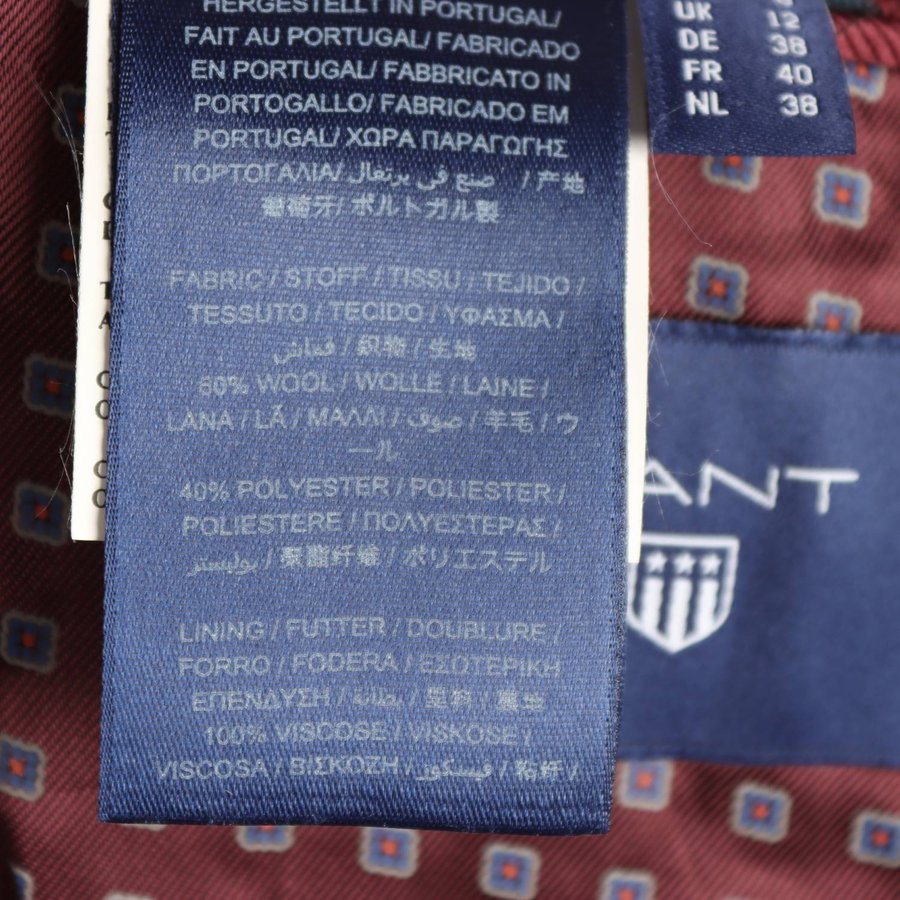 HERGESTELLT IN PORTUGAL/
FAIT AU PORTUGAL/ FABRICADO
EN PORTUGAL/ FABBRICATO IN
PORTOGALLO/ FABRICADO EM
PORTUGAL/ ΧΩΡΑ ΠΑΡΑΓΩΓΗΣ
ΠΟΡΤΟΓΑΛΙΑ/ صنع في برتغال / 产地
葡萄牙/ ポルトガル製
FABRIC / STOFF / TISSU / TEJIDO /
TESSUTO / TECIDO / ΥΦΑΣΜΑ /
قماش / 織物 / 生地
60% WOOL / WOLLE / LAINE /
LANA / LÃ / ΜΑΛΛΙ / صوف / 羊毛 / ウ
ール
40% POLYESTER / POLIESTER /
POLIESTERE / ΠΟΛΥΕΣΤΕΡΑΣ /
بوليستر / 聚酯纤维 / ポリエステル
LINING / FUTTER / DOUBLURE /
FORRO / FODERA / ΕΣΩΤΕΡΙΚΗ
ΕΠΕΝΔΥΣΗ / بطانة / 里料 / 裏地
100% VISCOSE / VISKOSE /
VISCOSA / ΒΙΣΚΟΖΗ / فيسكوز / 粘纤 /
UK 12
DE 38
FR 40
NL 38
ANT